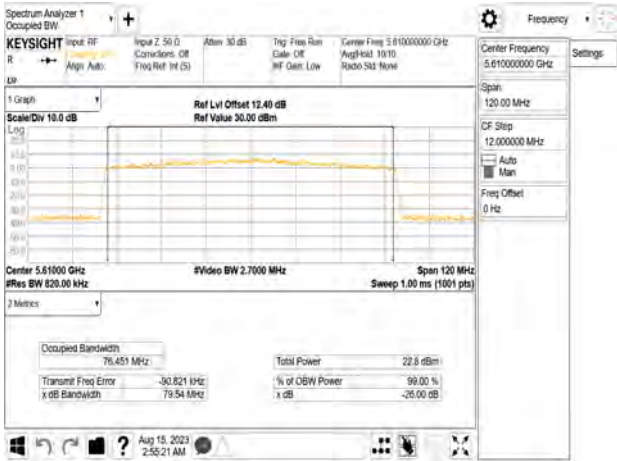 Spectrum Analyzer 1
Occupied BW
Frequency
KEYSIGHT
Input: RF
Input Z: 50 Ω
Atten: 30 dB
Trig: Free Run
Center Freq: 5.610000000 GHz
R
Corrections: Off
Gate: Off
Avg|Hold: 10/10
Align: Auto
Freq Ref: Int (S)
#IF Gain: Low
Radio Std: None
Center Frequency
5.610000000 GHz
Settings
Span
120.00 MHz
CF Step
12.000000 MHz
Auto
Man
Freq Offset
0 Hz
1 Graph
Scale/Div 10.0 dB
Ref Lvl Offset 12.40 dB
Ref Value 30.00 dBm
Log
0.00
Center 5.61000 GHz
#Video BW 2.7000 MHz
Span 120 MHz
#Res BW 820.00 kHz
Sweep 1.00 ms (1001 pts)
2 Metrics
Occupied Bandwidth
76.451 MHz
Total Power
22.8 dBm
Transmit Freq Error
-90.821 kHz
% of OBW Power
99.00 %
x dB Bandwidth
79.54 MHz
x dB
-26.00 dB
?
Aug 15, 2023
2:55:21 AM